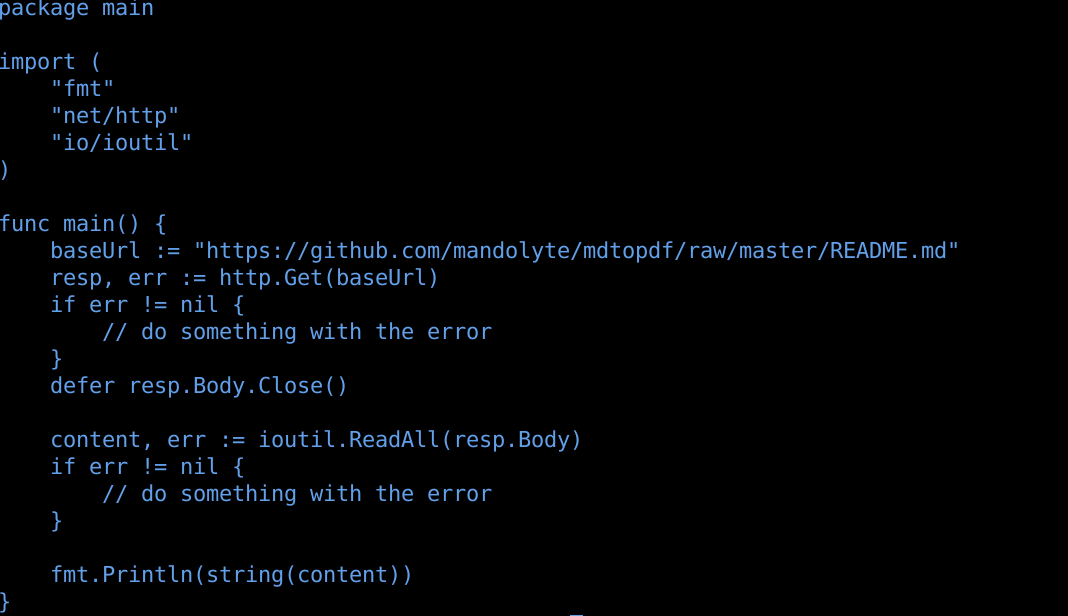 package main
import (
"fmt"
"net/http"
"io/ioutil"
)
func main() {
baseUrl := "https://github.com/mandolyte/mdtopdf/raw/master/README.md"
resp, err := http.Get(baseUrl)
if err != nil {
// do something with the error
}
defer resp.Body.Close()
content, err := ioutil.ReadAll(resp.Body)
if err != nil {
// do something with the error
}
fmt.Println(string(content))
}